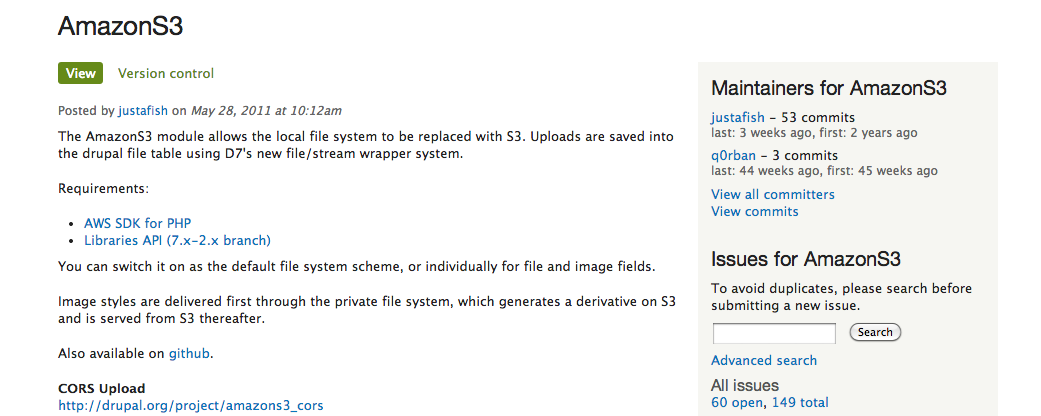 AmazonS3
View Version control
Posted by justafish on May 28, 2011 at 10:12am
The AmazonS3 module allows the local file system to be replaced with S3. Uploads are saved into
the drupal file table using D7's new file/stream wrapper system.
Requirements:
• AWS SDK for PHP
• Libraries API (7.x-2.x branch)
You can switch it on as the default file system scheme, or individually for file and image fields.
Image styles are delivered first through the private file system, which generates a derivative on S3
and is served from S3 thereafter.
Also available on github.
CORS Upload
http://drupal.org/project/amazons3_cors
Maintainers for AmazonS3
justafish – 53 commits
last: 3 weeks ago, first: 2 years ago
q0rban – 3 commits
last: 44 weeks ago, first: 45 weeks ago
View all committers
View commits
Issues for AmazonS3
To avoid duplicates, please search before
submitting a new issue.
Search
Advanced search
All issues
60 open, 149 total